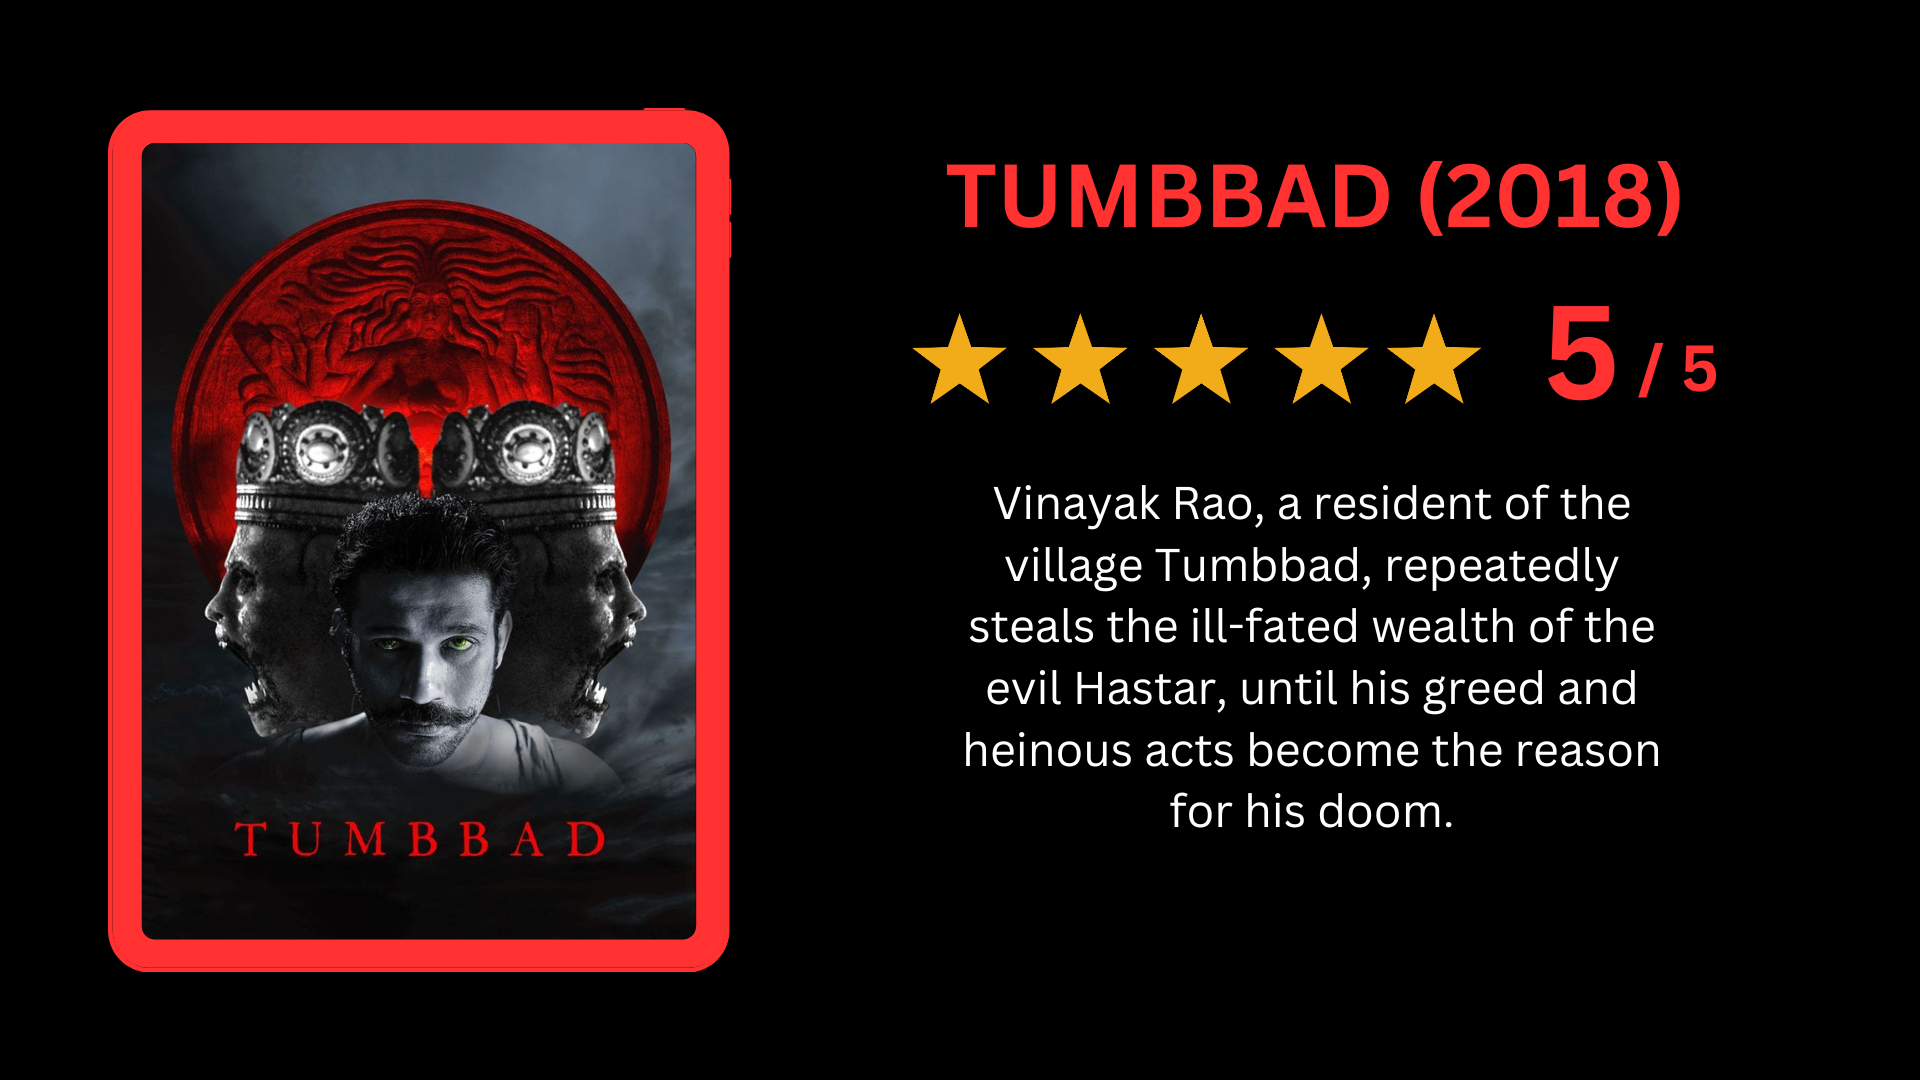 TUMBBAD
TUMBBAD (2018)
5 / 5
Vinayak Rao, a resident of the
village Tumbbad, repeatedly
steals the ill-fated wealth of the
evil Hastar, until his greed and
heinous acts become the reason
for his doom.